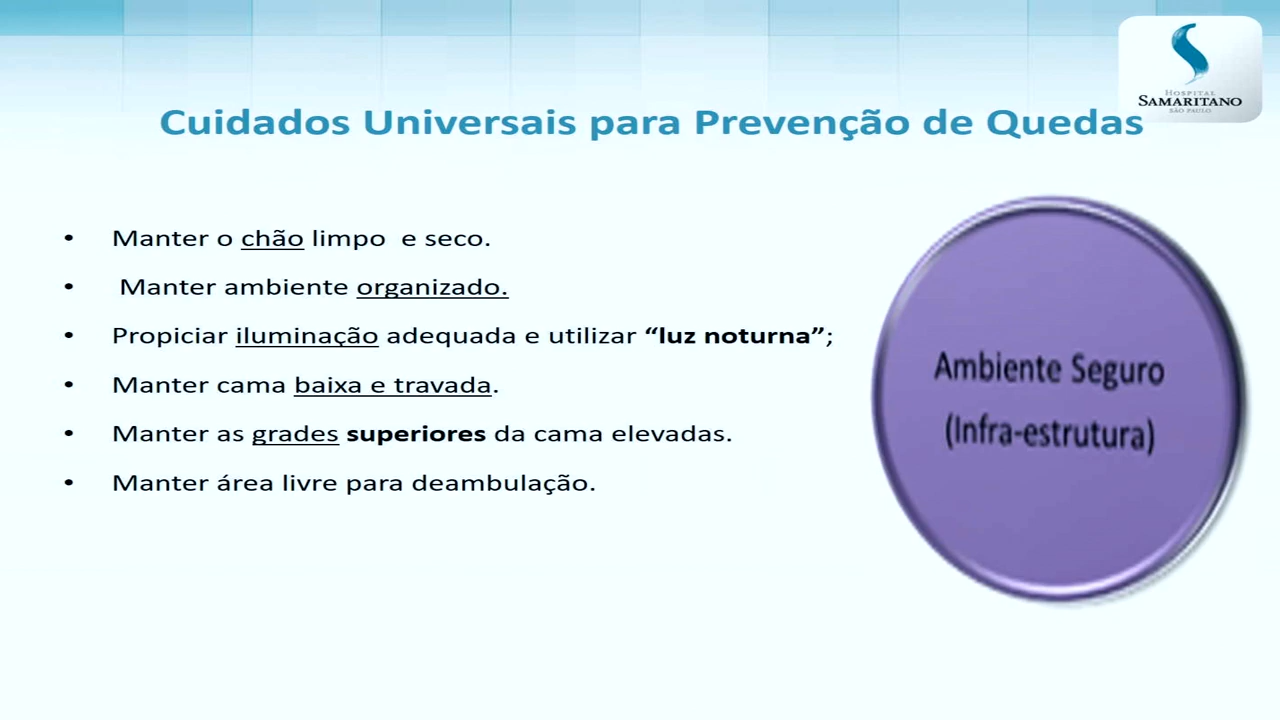 HOSPITAL
SAMARITANO
SÃO PAULO
Cuidados Universais para Prevenção de Quedas
• Manter o chão limpo e seco.
• Manter ambiente organizado.
• Propiciar iluminação adequada e utilizar “luz noturna”;
• Manter cama baixa e travada.
• Manter as grades superiores da cama elevadas.
• Manter área livre para deambulação.
Ambiente Seguro
(Infra-estrutura)